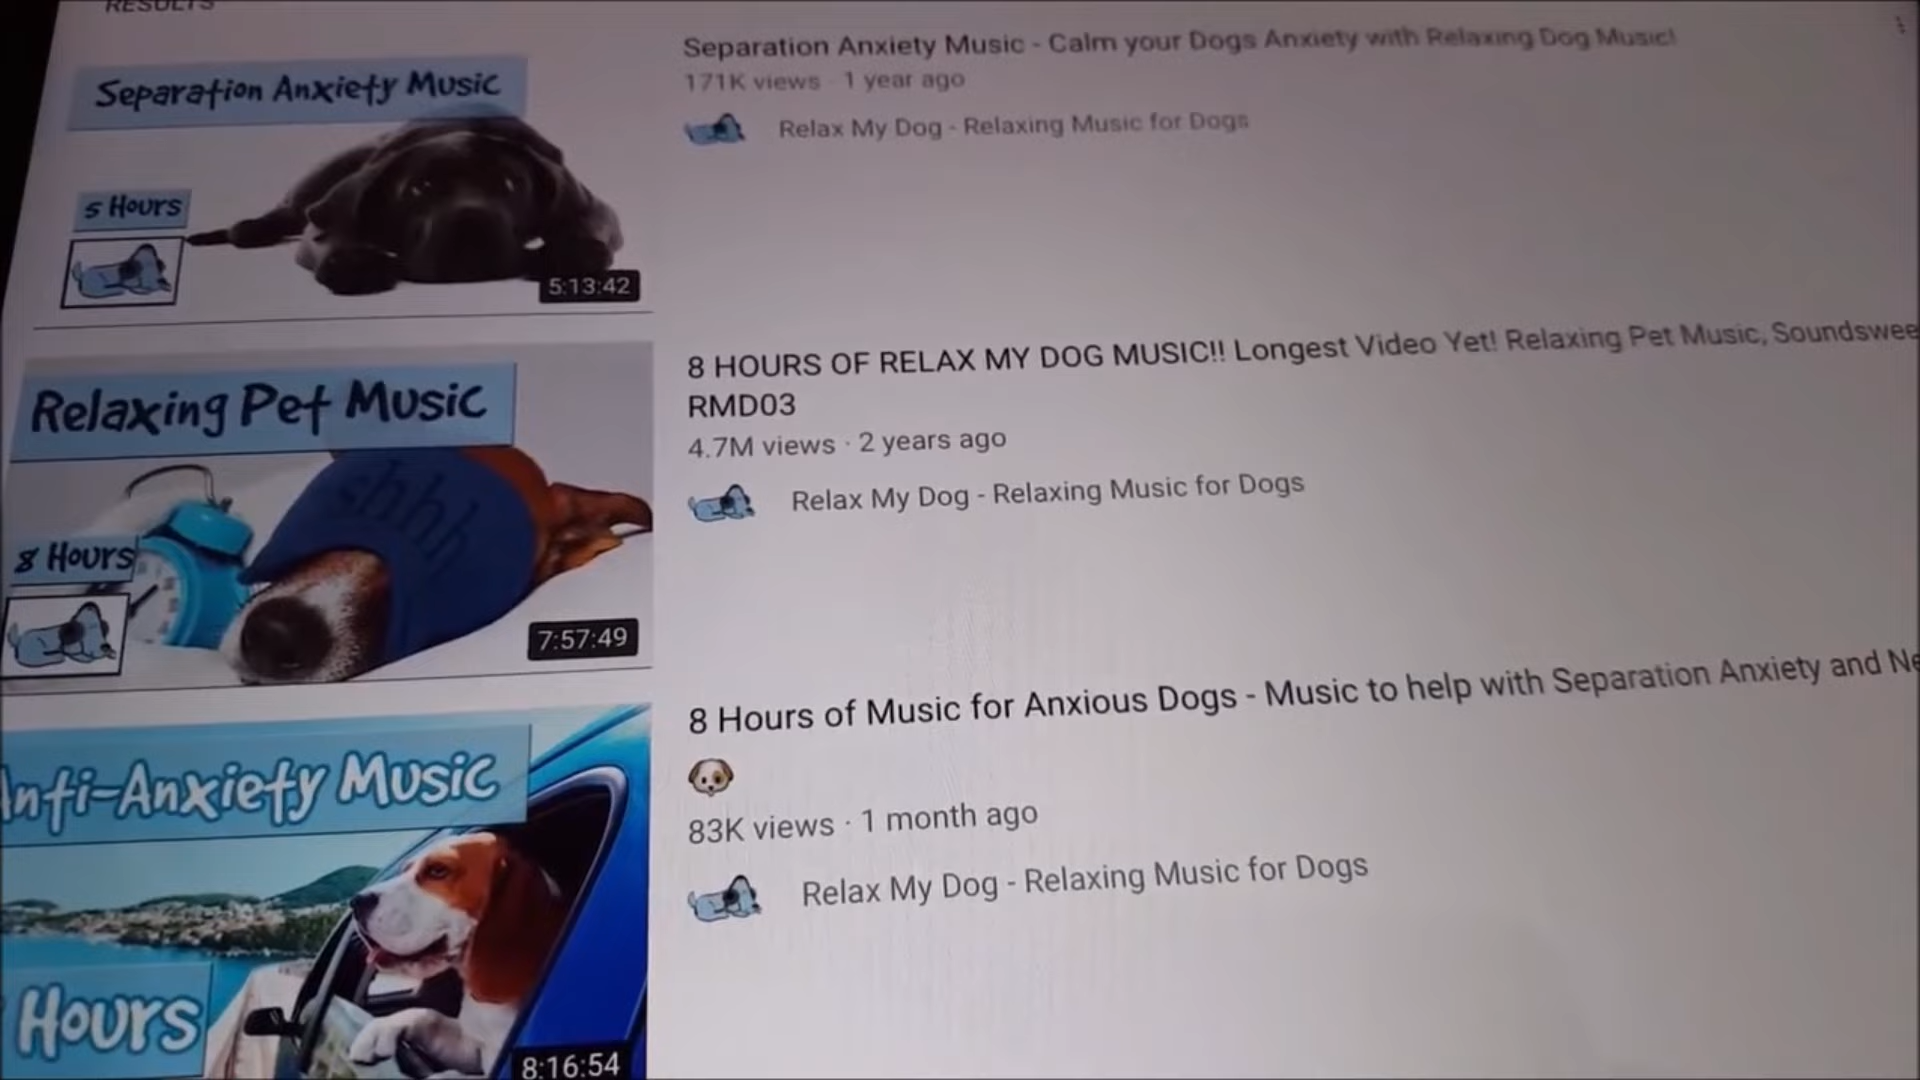 RESULTS
Separation Anxiety Music
5 Hours
5:13:42
Separation Anxiety Music - Calm your Dogs Anxiety with Relaxing Dog Music!
171K views · 1 year ago
Relax My Dog - Relaxing Music for Dogs
Relaxing Pet Music
shhh
8 Hours
7:57:49
8 HOURS OF RELAX MY DOG MUSIC!! Longest Video Yet! Relaxing Pet Music, Soundswee
RMD03
4.7M views · 2 years ago
Relax My Dog - Relaxing Music for Dogs
Anti-Anxiety Music
Hours
8:16:54
8 Hours of Music for Anxious Dogs - Music to help with Separation Anxiety and Ne
🐶
83K views · 1 month ago
Relax My Dog - Relaxing Music for Dogs